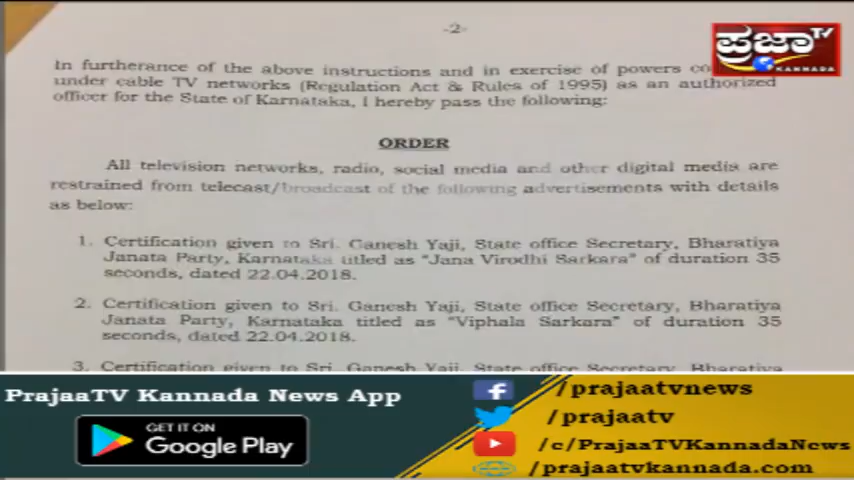 -2-
ಪ್ರಜಾ TV
KANNADA
In furtherance of the above instructions and in exercise of powers co
under cable TV networks (Regulation Act & Rules of 1995) as an authorized
officer for the State of Karnataka, I hereby pass the following:
ORDER
All television networks, radio, social media and other digital media are
restrained from telecast/broadcast of the following advertisements with details
as below:
1. Certification given to Sri. Ganesh Yaji, State office Secretary, Bharatiya
Janata Party, Karnataka titled as "Jana Virodhi Sarkara" of duration 35
seconds, dated 22.04.2018.
2. Certification given to Sri. Ganesh Yaji, State office Secretary, Bharatiya
Janata Party, Karnataka titled as "Viphala Sarkara" of duration 35
seconds, dated 22.04.2018.
3. Certification given to Sri. Ganesh Yaji, State office Secretary, Bharatiya
PrajaaTV Kannada News App
GET IT ON
Google Play
/prajaatvnews
/prajaatv
/c/PrajaaTVKannadaNews
/prajaatvkannada.com